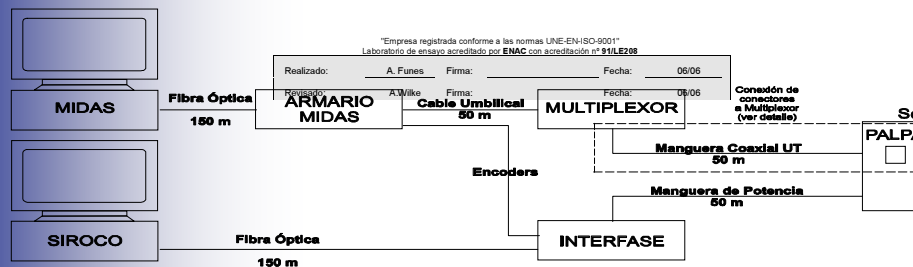 "Empresa registrada conforme a las normas UNE-EN-ISO-9001"
Laboratorio de ensayo acreditado por ENAC con acreditación nº 91/LE208
Realizado: A. Funes Firma: Fecha: 06/06
Revisado: A.Wilke Firma: Fecha: 06/06
MIDAS
Fibra Óptica
150 m
ARMARIO
MIDAS
Cable Umbilical
50 m
MULTIPLEXOR
Conexión de
conectores
a Multiplexor
(ver detalle)
Manguera Coaxial UT
50 m
Encoders
Manguera de Potencia
50 m
SIROCO
Fibra Óptica
150 m
INTERFASE